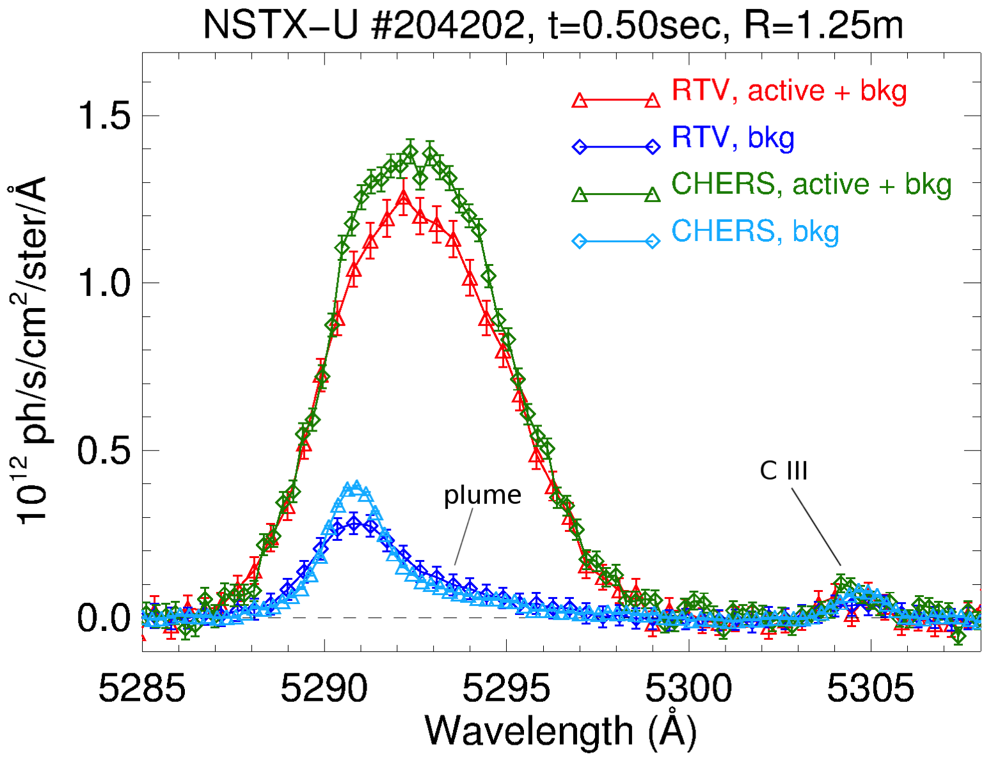 NSTX−U #204202, t=0.50sec, R=1.25m
RTV, active + bkg
RTV, bkg
CHERS, active + bkg
CHERS, bkg
1.5
1.0
0.5
0.0
10¹² ph/s/cm²/ster/Å
plume
C III
5285 5290 5295 5300 5305
Wavelength (Å)